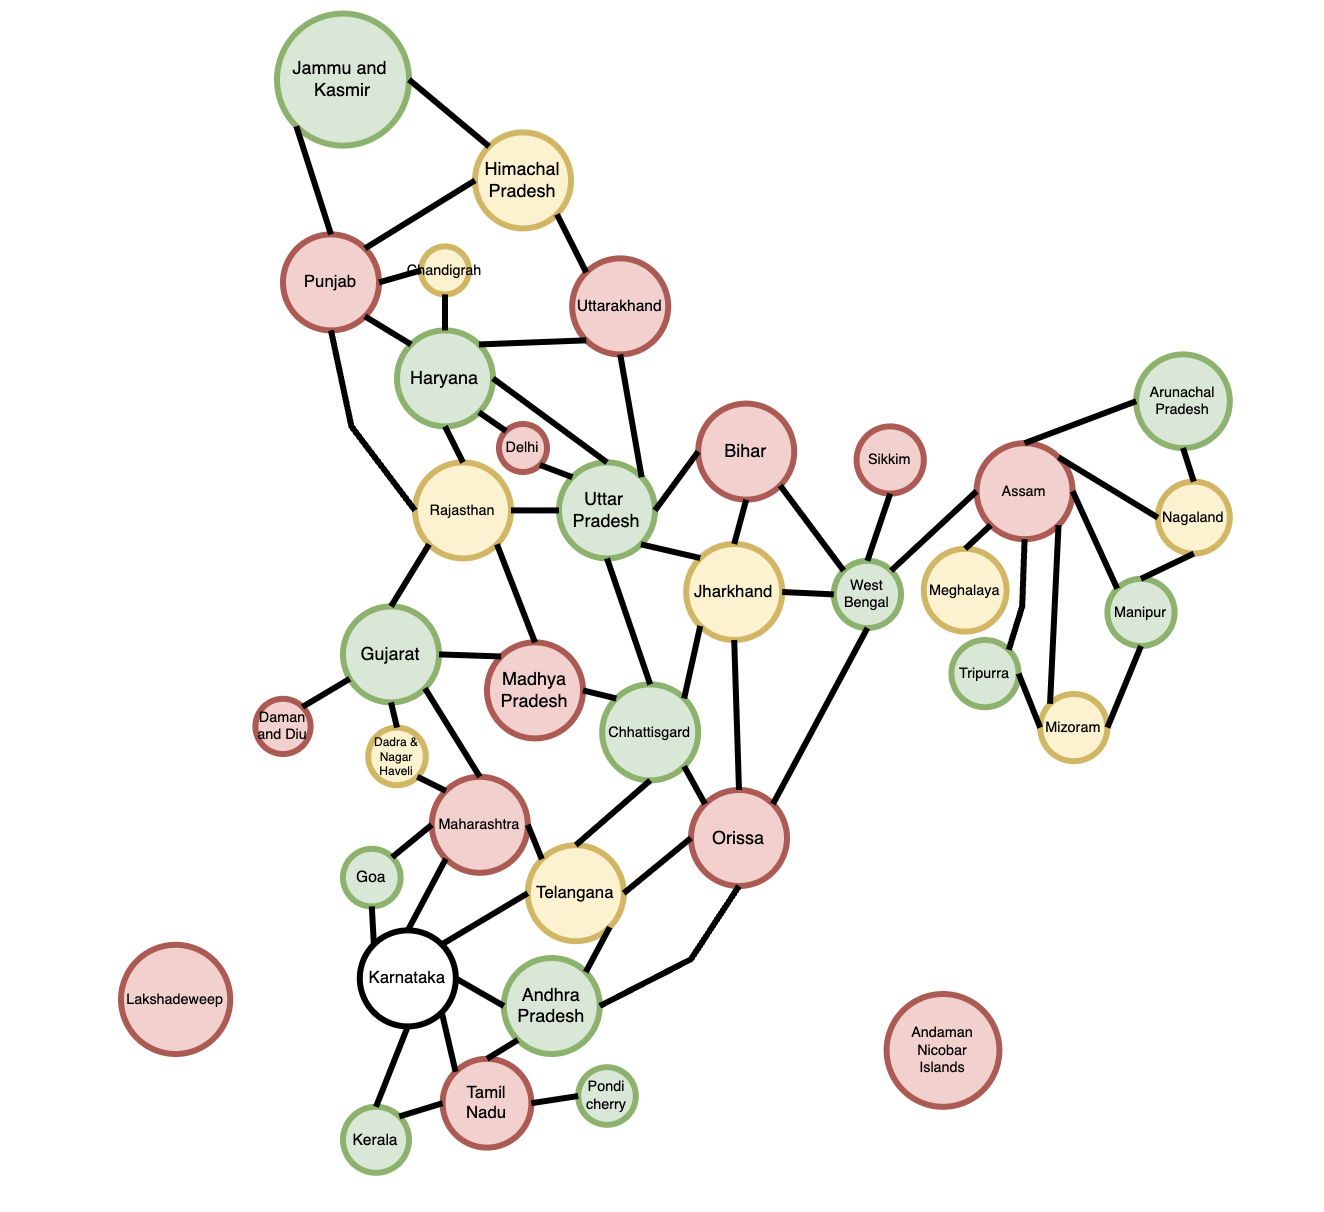 Jammu and
Kasmir
Himachal
Pradesh
Chandigrah
Punjab
Uttarakhand
Haryana
Arunachal
Pradesh
Delhi
Bihar
Sikkim
Assam
Rajasthan
Uttar
Pradesh
Nagaland
Jharkhand
West
Bengal
Meghalaya
Manipur
Gujarat
Madhya
Pradesh
Tripurra
Daman
and Diu
Chhattisgard
Mizoram
Dadra &
Nagar
Haveli
Maharashtra
Orissa
Goa
Telangana
Karnataka
Lakshadeweep
Andhra
Pradesh
Andaman
Nicobar
Islands
Tamil
Nadu
Pondi
cherry
Kerala